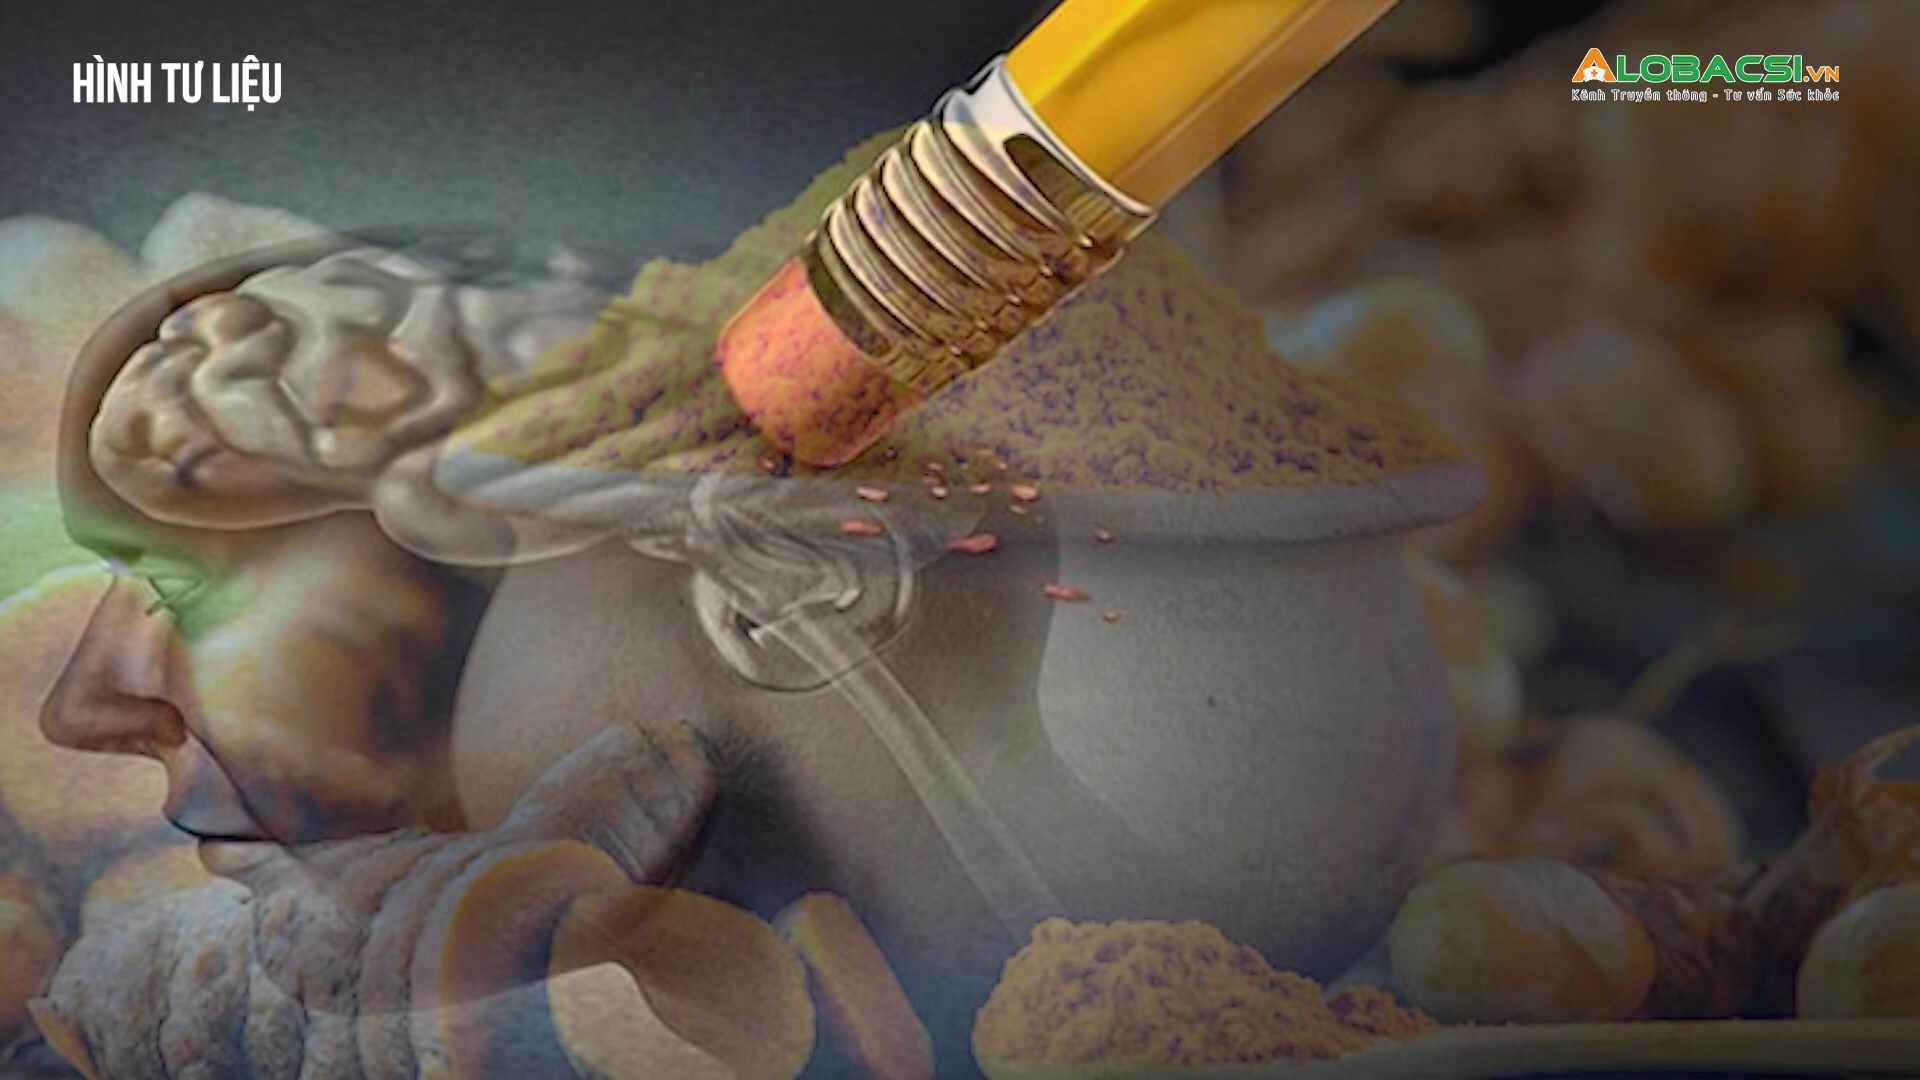 HÌNH TƯ LIỆU
ALOBACSI.VN
Kênh Truyền thông - Tư vấn Sức khỏe